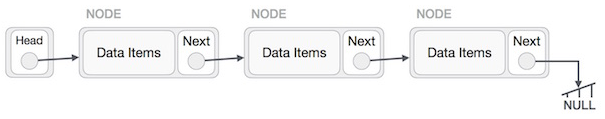 NODE
NODE
NODE
Head
Data Items
Next
Data Items
Next
Data Items
Next
NULL